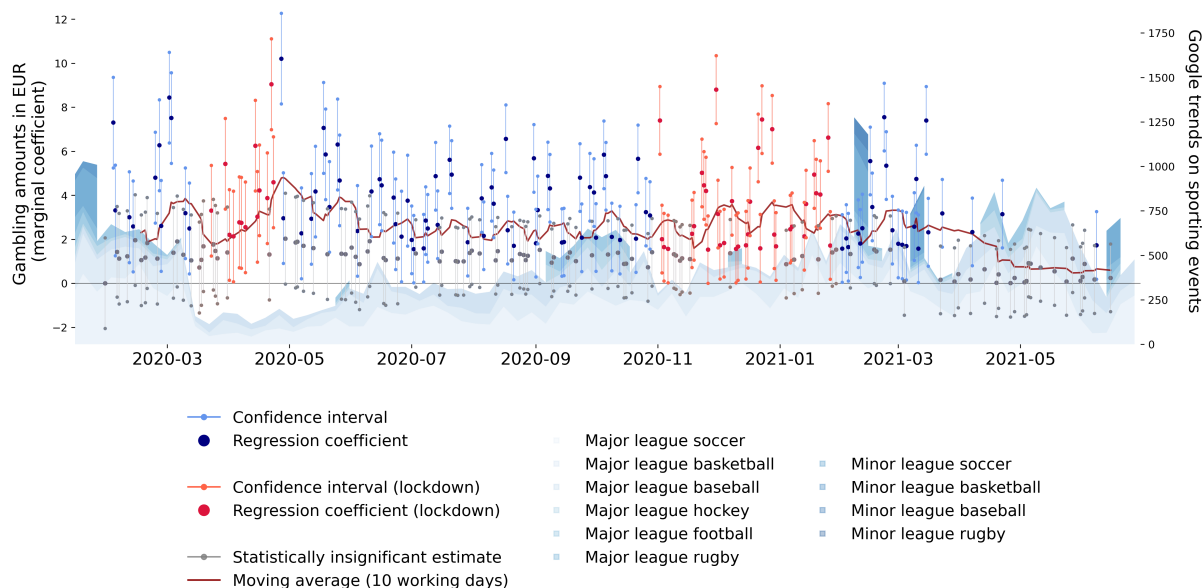 12
10
8
6
4
2
0
−2
Gambling amounts in EUR
(marginal coefficient)
1750
1500
1250
1000
750
500
250
0
Google trends on sporting events
2020-03
2020-05
2020-07
2020-09
2020-11
2021-01
2021-03
2021-05
Confidence interval
Regression coefficient
Confidence interval (lockdown)
Regression coefficient (lockdown)
Statistically insignificant estimate
Moving average (10 working days)
Major league soccer
Major league basketball
Major league baseball
Major league hockey
Major league football
Major league rugby
Minor league soccer
Minor league basketball
Minor league baseball
Minor league rugby